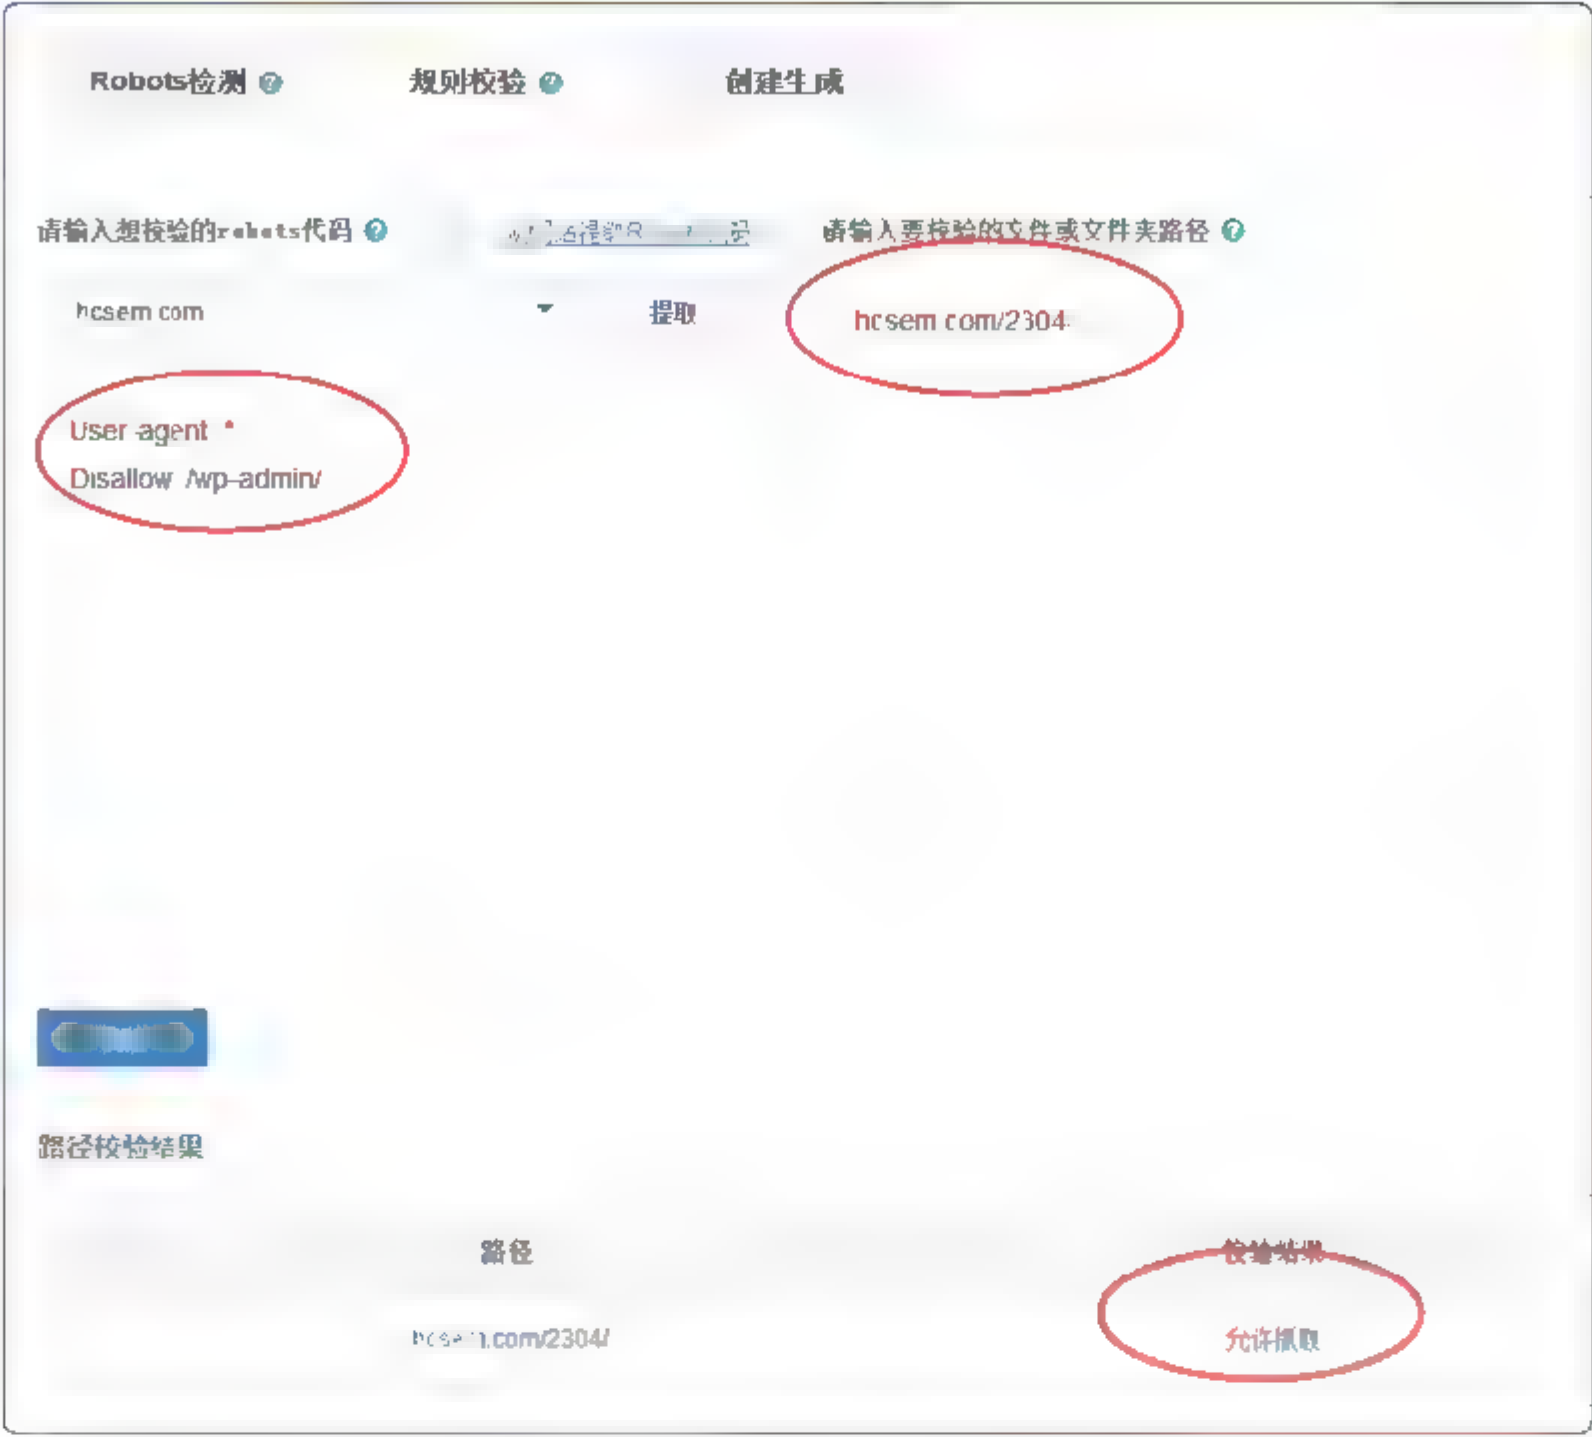 Robots检测 规则校验 创建生成
请输入想校验的robots代码 请输入要校验的文件或文件夹路径
hcsem com 提取 hcsem com/2304
User-agent *
Disallow /wp-admin/
路径校验结果
路径 校验结果
hcsem.com/2304/ 允许抓取